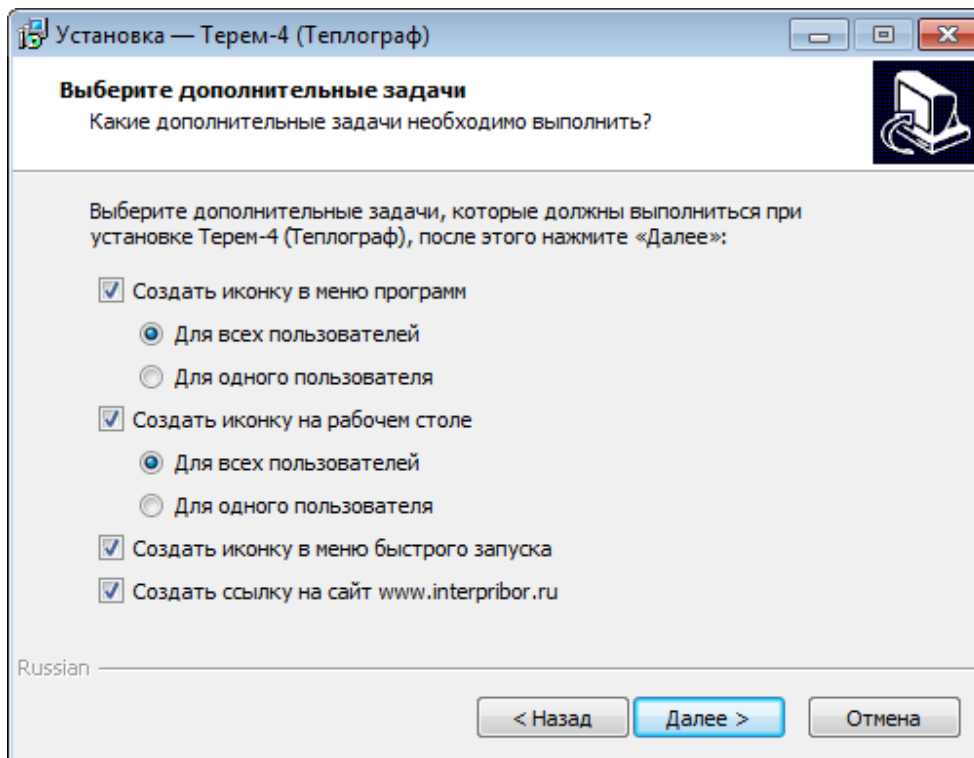 Установка — Терем-4 (Теплограф)
Выберите дополнительные задачи
Какие дополнительные задачи необходимо выполнить?
Выберите дополнительные задачи, которые должны выполниться при
установке Терем-4 (Теплограф), после этого нажмите «Далее»:
Создать иконку в меню программ
Для всех пользователей
Для одного пользователя
Создать иконку на рабочем столе
Для всех пользователей
Для одного пользователя
Создать иконку в меню быстрого запуска
Создать ссылку на сайт www.interpribor.ru
Russian
< Назад Далее > Отмена